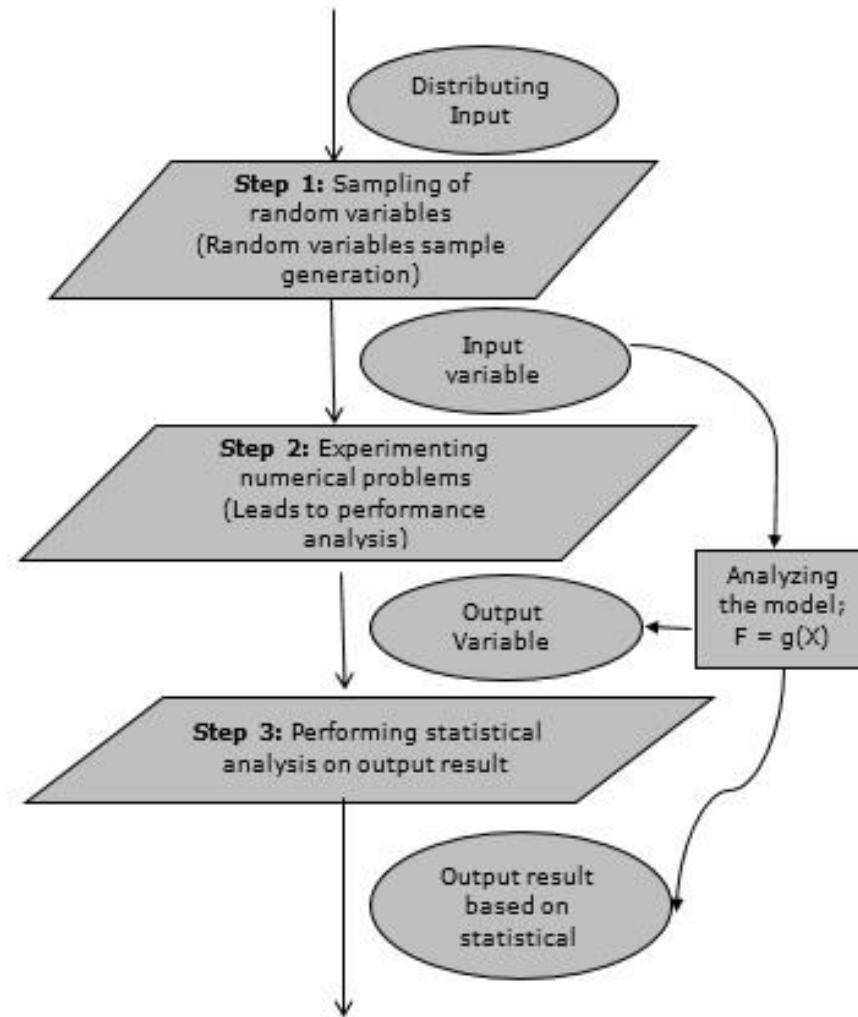 Distributing
Input
Step 1: Sampling of
random variables
(Random variables sample
generation)
Input
variable
Step 2: Experimenting
numerical problems
(Leads to performance
analysis)
Analyzing
the model;
F = g(X)
Output
Variable
Step 3: Performing statistical
analysis on output result
Output result
based on
statistical